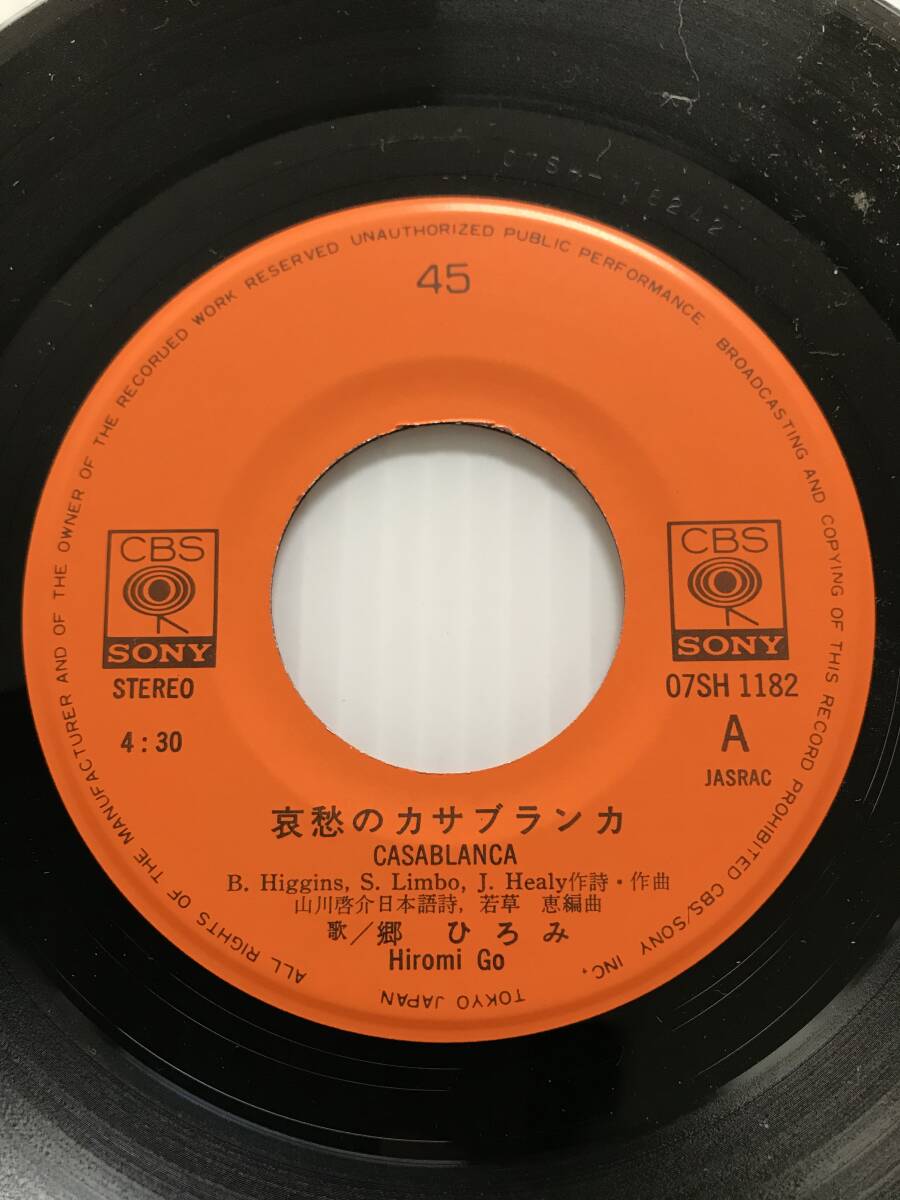 ALL RIGHTS OF THE MANUFACTURER AND OF THE OWNER OF THE RECORDED WORK RESERVED UNAUTHORIZED PUBLIC PERFORMANCE BROADCASTING AND COPYING OF THIS RECORD PROHIBITED CBS/SONY INC. TOKYO JAPAN
45
CBS
SONY
STEREO
4:30
CBS
SONY
07SH 1182
A
JASRAC
哀愁のカサブランカ
CASABLANCA
B. Higgins, S. Limbo, J. Healy作詩・作曲
山川啓介日本語詩, 若草 恵編曲
歌/郷 ひろみ
Hiromi Go